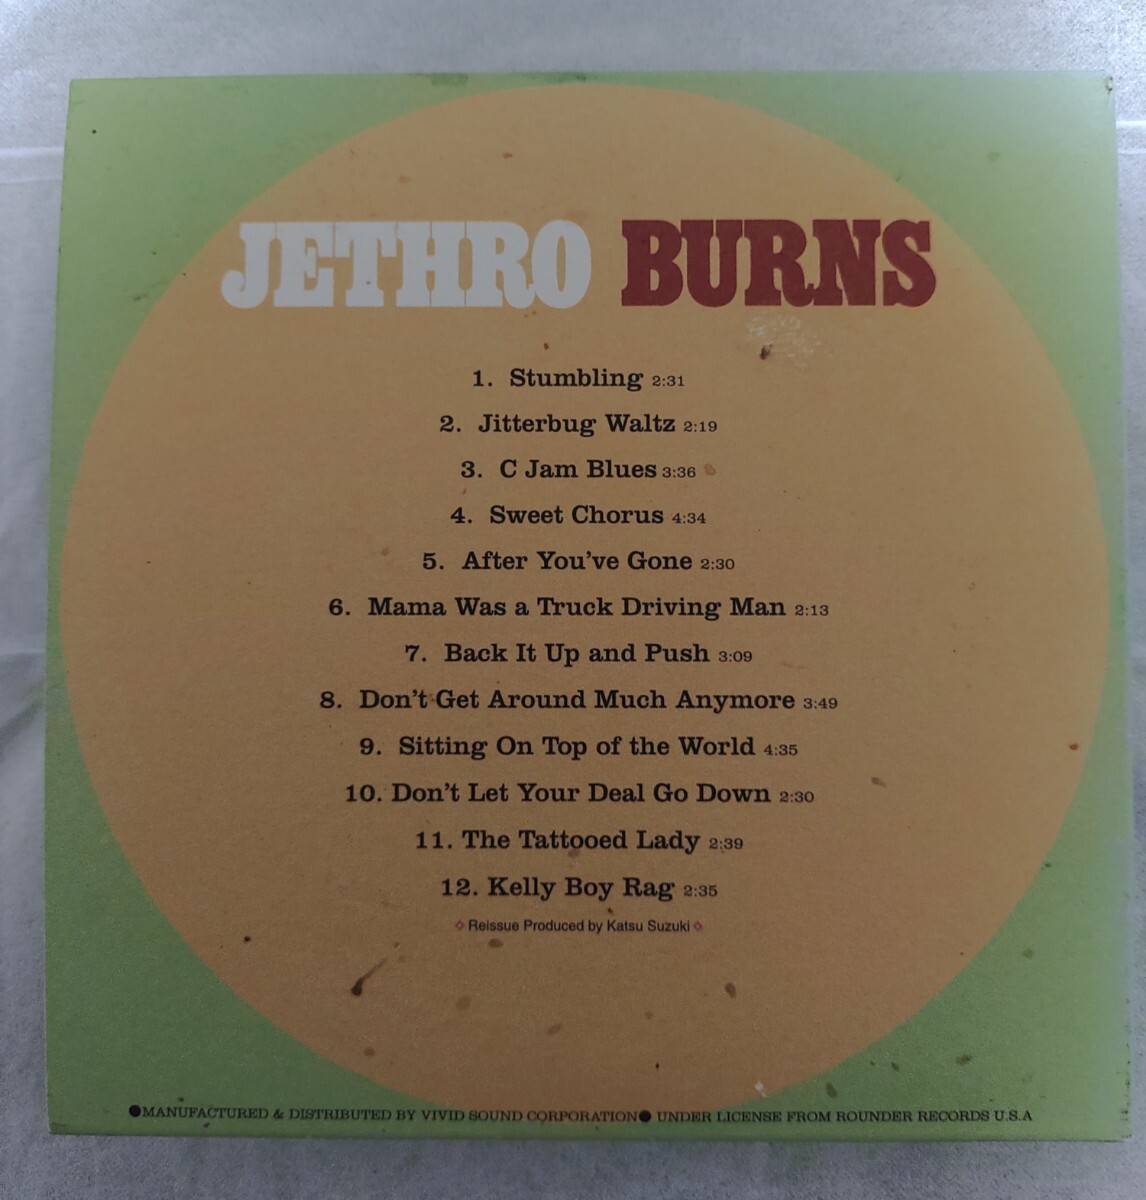 JETHRO BURNS
1. Stumbling 2:31
2. Jitterbug Waltz 2:19
3. C Jam Blues 3:36
4. Sweet Chorus 4:34
5. After You've Gone 2:30
6. Mama Was a Truck Driving Man 2:13
7. Back It Up and Push 3:09
8. Don't Get Around Much Anymore 3:49
9. Sitting On Top of the World 4:35
10. Don't Let Your Deal Go Down 2:30
11. The Tattooed Lady 2:39
12. Kelly Boy Rag 2:35
◇ Reissue Produced by Katsu Suzuki ◇
●MANUFACTURED & DISTRIBUTED BY VIVID SOUND CORPORATION● UNDER LICENSE FROM ROUNDER RECORDS U.S.A